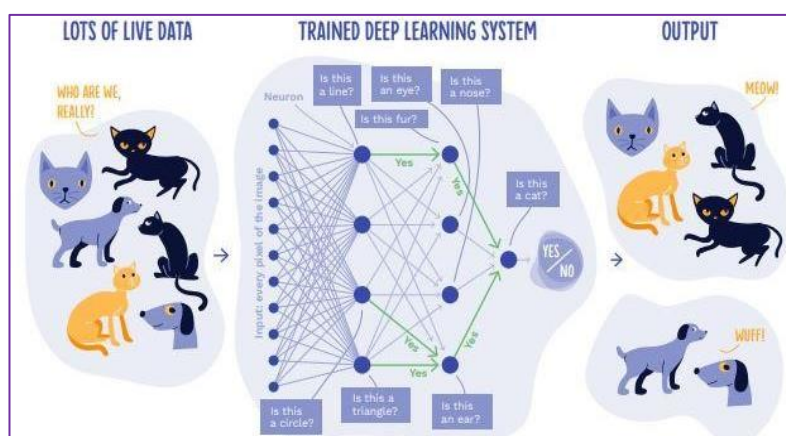 LOTS OF LIVE DATA
TRAINED DEEP LEARNING SYSTEM
OUTPUT
WHO ARE WE,
REALLY?
Neuron
Input: every pixel of the image
Is this
a line?
Is this
an eye?
Is this
a nose?
Is this fur?
Yes
Yes
Is this
a cat?
YES/NO
Yes
Yes
Yes
Is this
a circle?
Is this a
triangle?
Is this
an ear?
MEOW!
WUFF!